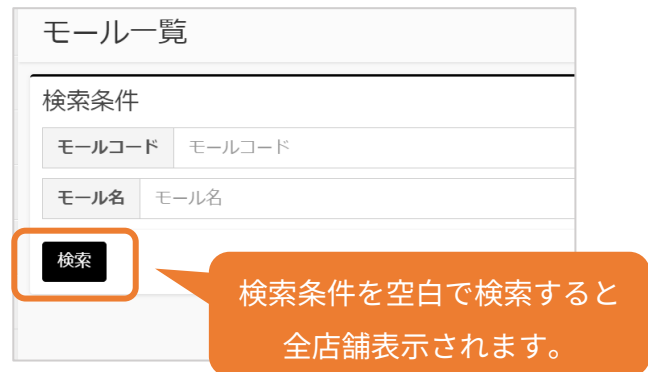 モール一覧
検索条件
モールコード モールコード
モール名 モール名
検索
検索条件を空白で検索すると
全店舗表示されます。